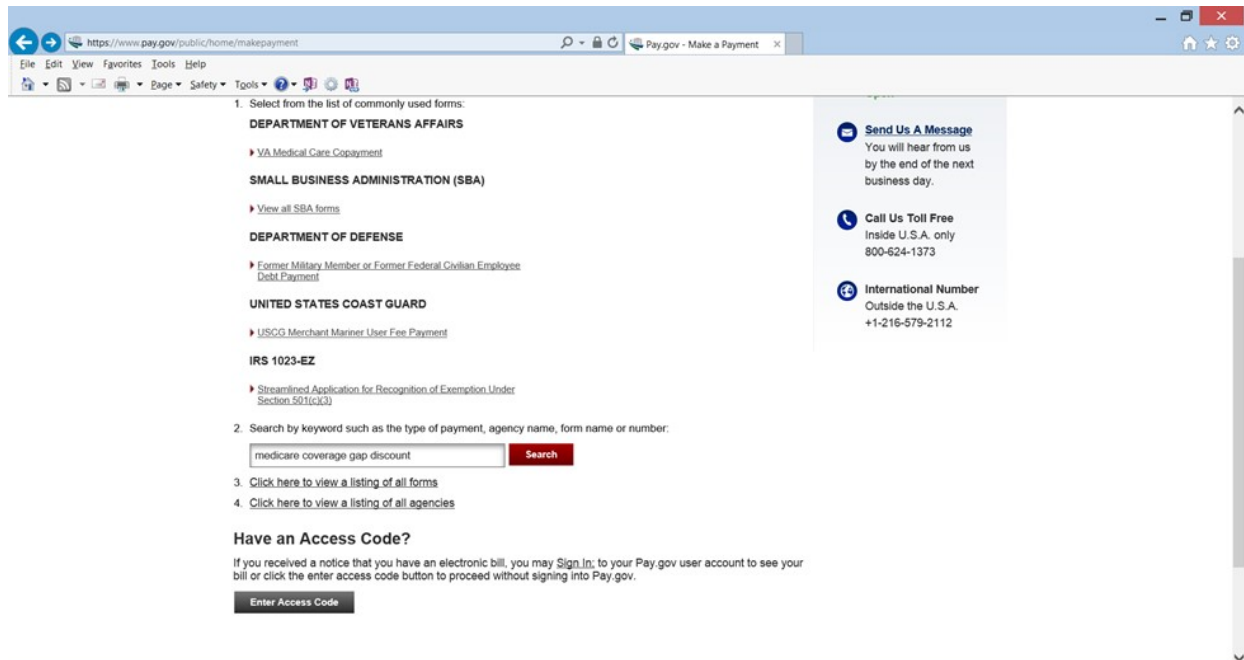 https://www.pay.gov/public/home/makepayment
Pay.gov - Make a Payment
File Edit View Favorites Tools Help
Page Safety Tools
1. Select from the list of commonly used forms:
DEPARTMENT OF VETERANS AFFAIRS
VA Medical Care Copayment
SMALL BUSINESS ADMINISTRATION (SBA)
View all SBA forms
DEPARTMENT OF DEFENSE
Former Military Member or Former Federal Civilian Employee
Debt Payment
UNITED STATES COAST GUARD
USCG Merchant Mariner User Fee Payment
IRS 1023-EZ
Streamlined Application for Recognition of Exemption Under
Section 501(c)(3)
2. Search by keyword such as the type of payment, agency name, form name or number:
medicare coverage gap discount Search
3. Click here to view a listing of all forms
4. Click here to view a listing of all agencies
Have an Access Code?
If you received a notice that you have an electronic bill, you may Sign In: to your Pay.gov user account to see your
bill or click the enter access code button to proceed without signing into Pay.gov.
Enter Access Code
Send Us A Message
You will hear from us
by the end of the next
business day.
Call Us Toll Free
Inside U.S.A. only
800-624-1373
International Number
Outside the U.S.A.
+1-216-579-2112